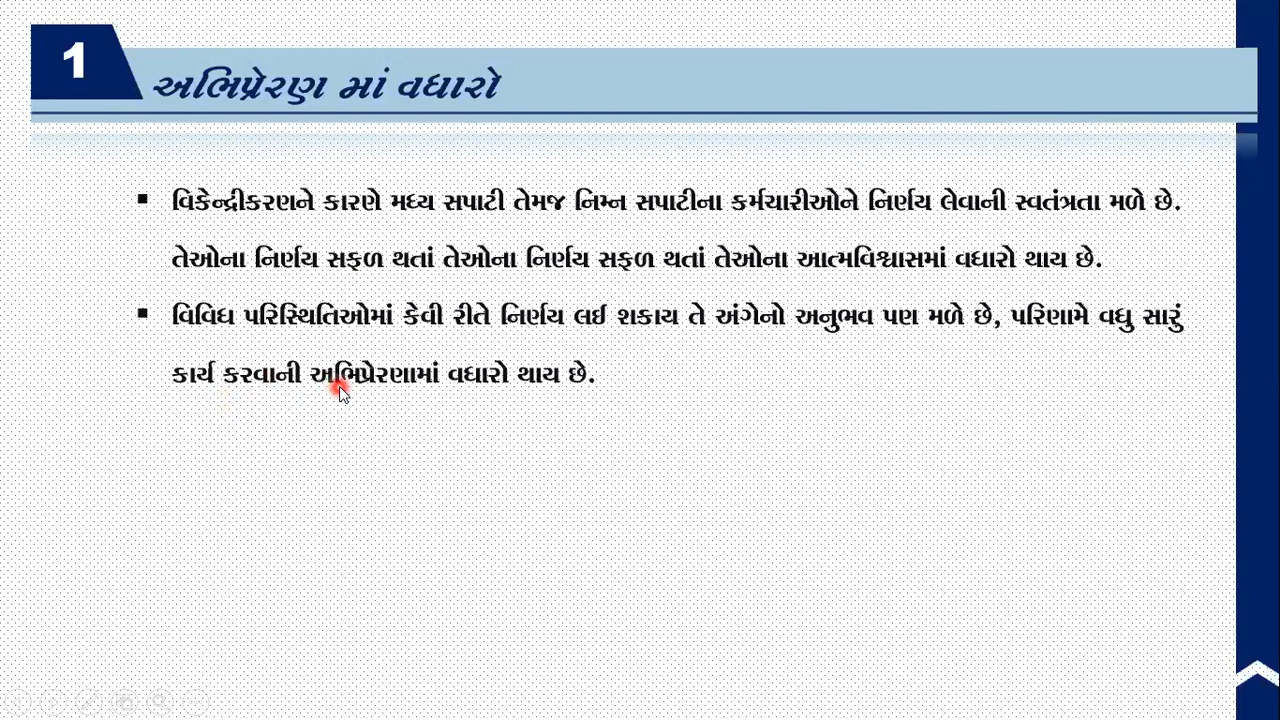 1
અભિપ્રેરણ માં વધારો
વિકેન્દ્રીકરણને કારણે મધ્ય સપાટી તેમજ નિમ્ન સપાટીના કર્મચારીઓને નિર્ણય લેવાની સ્વતંત્રતા મળે છે.
તેઓના નિર્ણય સફળ થતાં તેઓના નિર્ણય સફળ થતાં તેઓના આત્મવિશ્વાસમાં વધારો થાય છે.
વિવિધ પરિસ્થિતિઓમાં કેવી રીતે નિર્ણય લઈ શકાય તે અંગેનો અનુભવ પણ મળે છે, પરિણામે વધુ સારું
કાર્ય કરવાની અભિપ્રેરણામાં વધારો થાય છે.